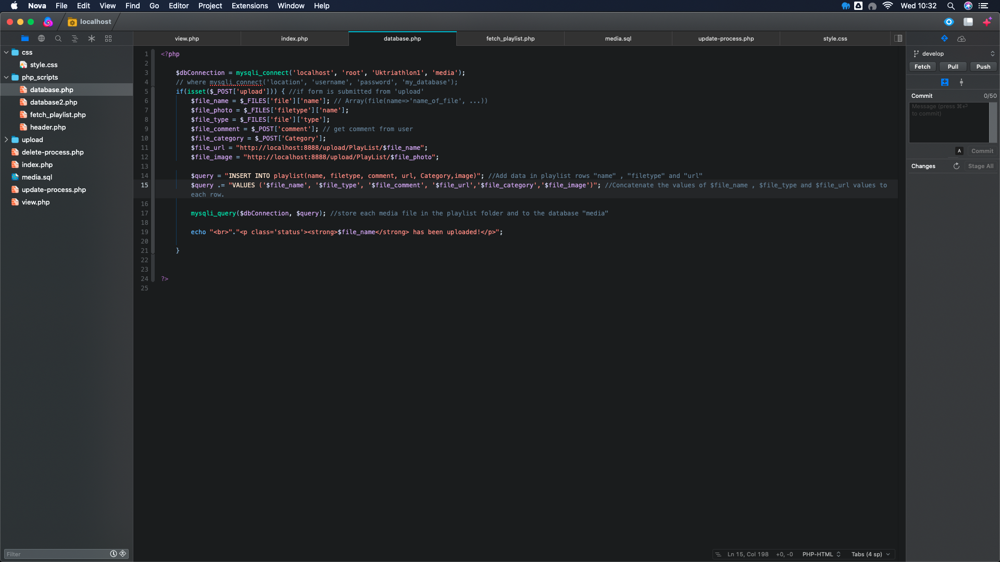 Nova File Edit View Find Go Editor Project Extensions Window Help Wed 10:32
localhost
view.php index.php database.php fetch_playlist.php media.sql update-process.php style.css
css
style.css
php_scripts
database.php
database2.php
fetch_playlist.php
header.php
upload
delete-process.php
index.php
media.sql
update-process.php
view.php
Filter
1 <?php
2
3 $dbConnection = mysqli_connect('localhost', 'root', 'Uktriathlon1', 'media');
4 // where mysqli_connect('location', 'username', 'password', 'my_database');
5 if(isset($_POST['upload'])) { //if form is submitted from 'upload'
6 $file_name = $_FILES['file']['name']; // Array(file(name=>'name_of_file', ...))
7 $file_photo = $_FILES['filetype']['name'];
8 $file_type = $_FILES['file']['type'];
9 $file_comment = $_POST['comment']; // get comment from user
10 $file_category = $_POST['Category'];
11 $file_url = "http://localhost:8888/upload/PlayList/$file_name";
12 $file_image = "http://localhost:8888/upload/PlayList/$file_photo";
13
14 $query = "INSERT INTO playlist(name, filetype, comment, url, Category,image)"; //Add data in playlist rows "name" , "filetype" and "url"
15 $query .= "VALUES ('$file_name', '$file_type', '$file_comment', '$file_url','$file_category','$file_image')"; //Concatenate the values of $file_name , $file_type and $file_url values to
each row.
16
17 mysqli_query($dbConnection, $query); //store each media file in the playlist folder and to the database "media"
18
19 echo "<br>"."<p class='status'><strong>$file_name</strong> has been uploaded!</p>";
20
21 }
22
23
24 ?>
25
develop
Fetch Pull Push
Commit 0/50
Message (press ⌘⏎
to commit)
A Commit
Changes Stage All
Ln 15, Col 198 +0, -0 PHP-HTML Tabs (4 sp)